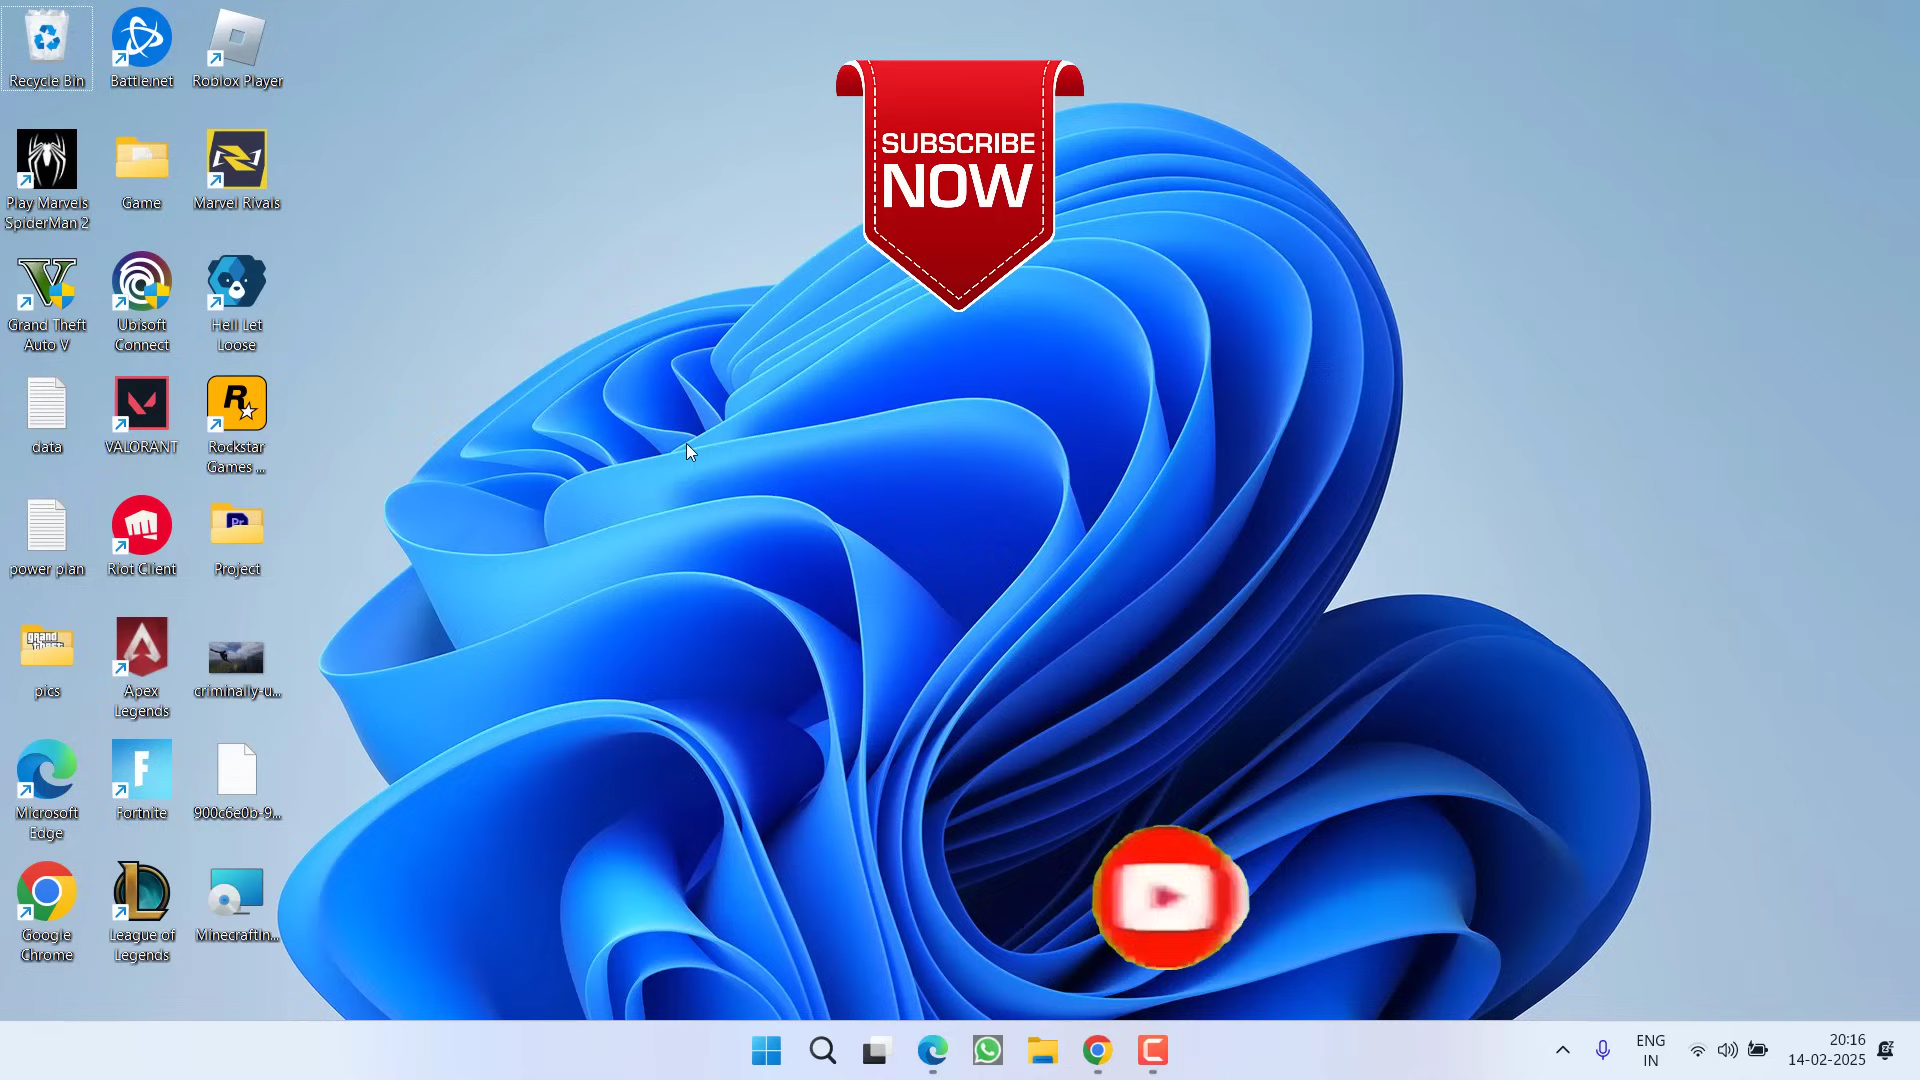 Recycle Bin
Battle.net
Roblox Player
Play Marvels
SpiderMan 2
Game
Marvel Rivals
Grand Theft
Auto V
Ubisoft
Connect
Hell Let
Loose
data
VALORANT
Rockstar
Games ...
power plan
Riot Client
Project
pics
Apex
Legends
criminally-u...
Microsoft
Edge
Fortnite
900c6e0b-9...
Google
Chrome
League of
Legends
MinecraftIn...
SUBSCRIBE
NOW
ENG
IN
20:16
14-02-2025